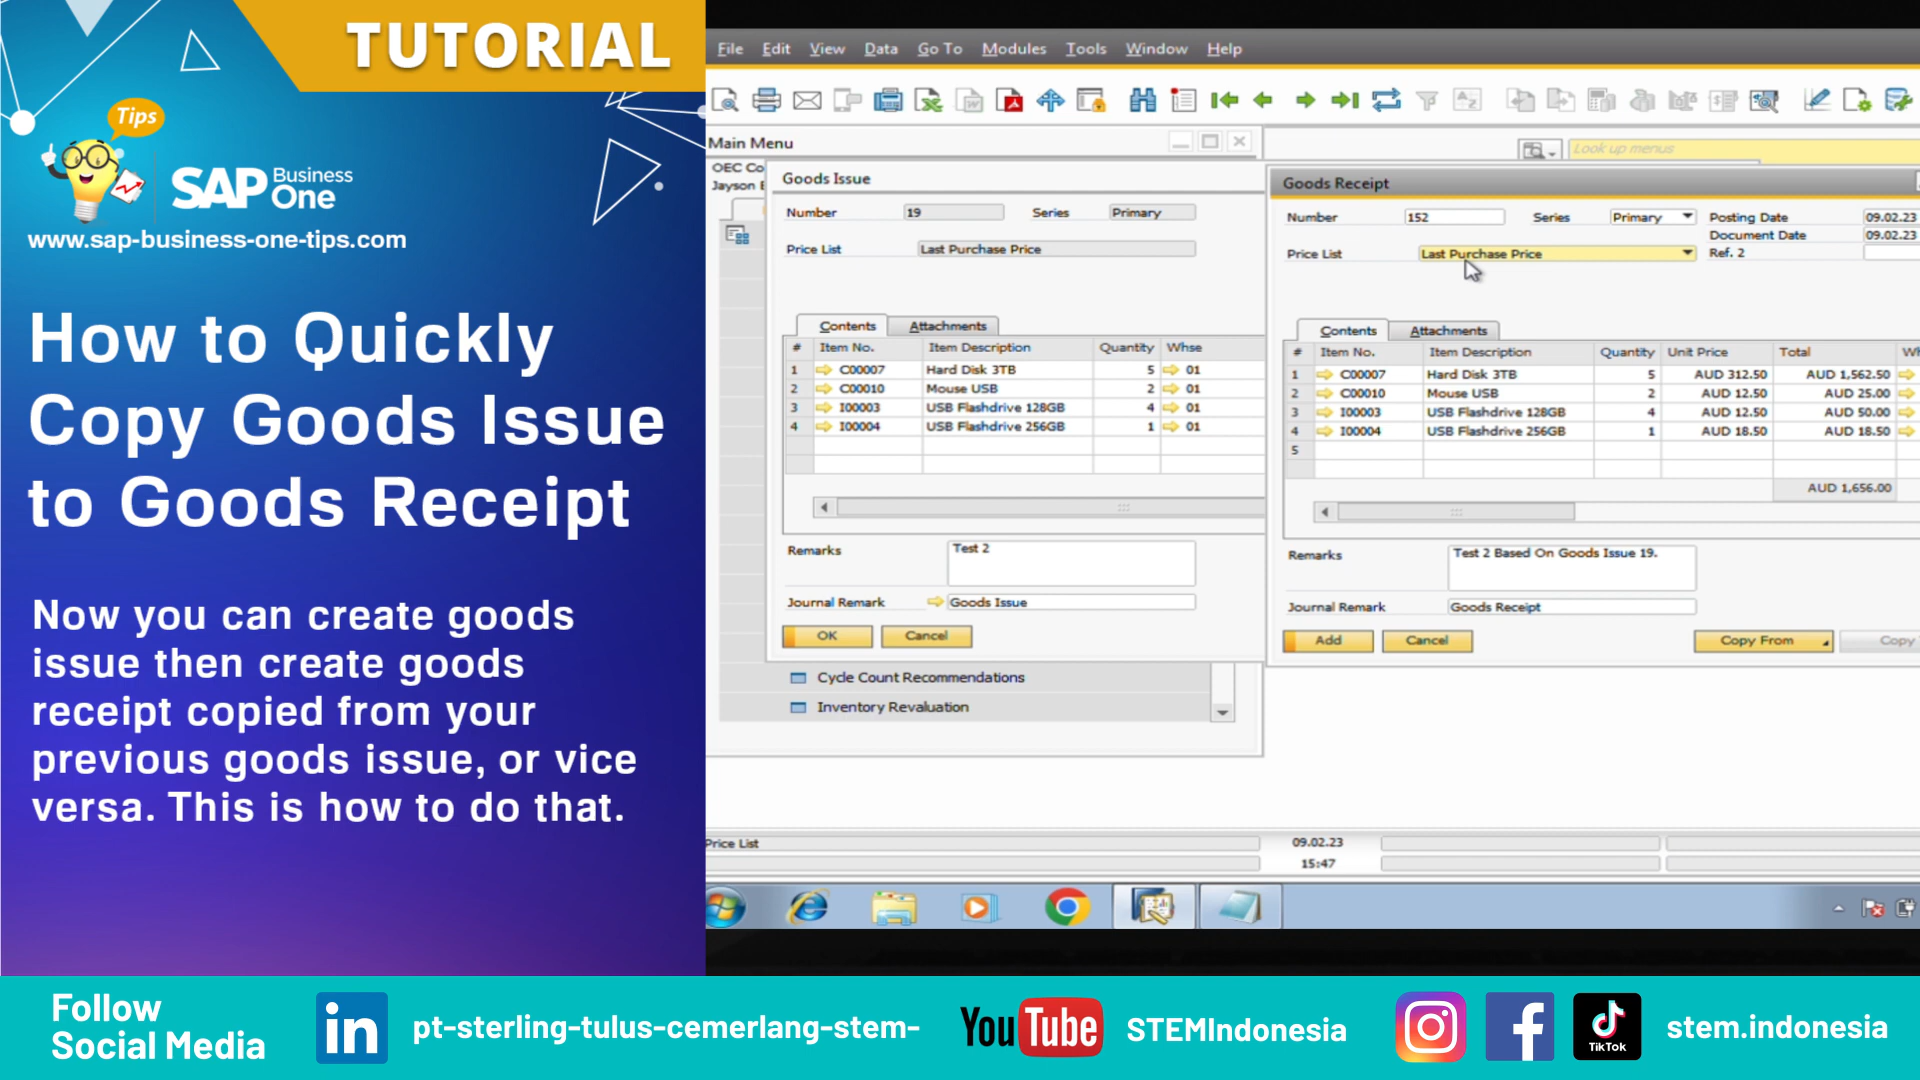 TUTORIAL
Tips
SAP Business One
www.sap-business-one-tips.com
How to Quickly
Copy Goods Issue
to Goods Receipt
Now you can create goods
issue then create goods
receipt copied from your
previous goods issue, or vice
versa. This is how to do that.
File Edit View Data Go To Modules Tools Window Help
Main Menu
Look up menus
OEC Co
Jayson
Goods Issue
Number 19 Series Primary
Price List Last Purchase Price
Contents Attachments
# Item No. Item Description Quantity Whse
1 C00007 Hard Disk 3TB 5 01
2 C00010 Mouse USB 2 01
3 I00003 USB Flashdrive 128GB 4 01
4 I00004 USB Flashdrive 256GB 1 01
Remarks Test 2
Journal Remark Goods Issue
OK Cancel
Cycle Count Recommendations
Inventory Revaluation
Goods Receipt
Number 152 Series Primary Posting Date 09.02.23
Document Date 09.02.23
Price List Last Purchase Price Ref. 2
Contents Attachments
# Item No. Item Description Quantity Unit Price Total Wh
1 C00007 Hard Disk 3TB 5 AUD 312.50 AUD 1,562.50
2 C00010 Mouse USB 2 AUD 12.50 AUD 25.00
3 I00003 USB Flashdrive 128GB 4 AUD 12.50 AUD 50.00
4 I00004 USB Flashdrive 256GB 1 AUD 18.50 AUD 18.50
5
AUD 1,656.00
Remarks Test 2 Based On Goods Issue 19.
Journal Remark Goods Receipt
Add Cancel Copy From Copy
Price List 09.02.23
15:47
Follow
Social Media
in
pt-sterling-tulus-cemerlang-stem-
YouTube
STEMIndonesia
f
TikTok
stem.indonesia